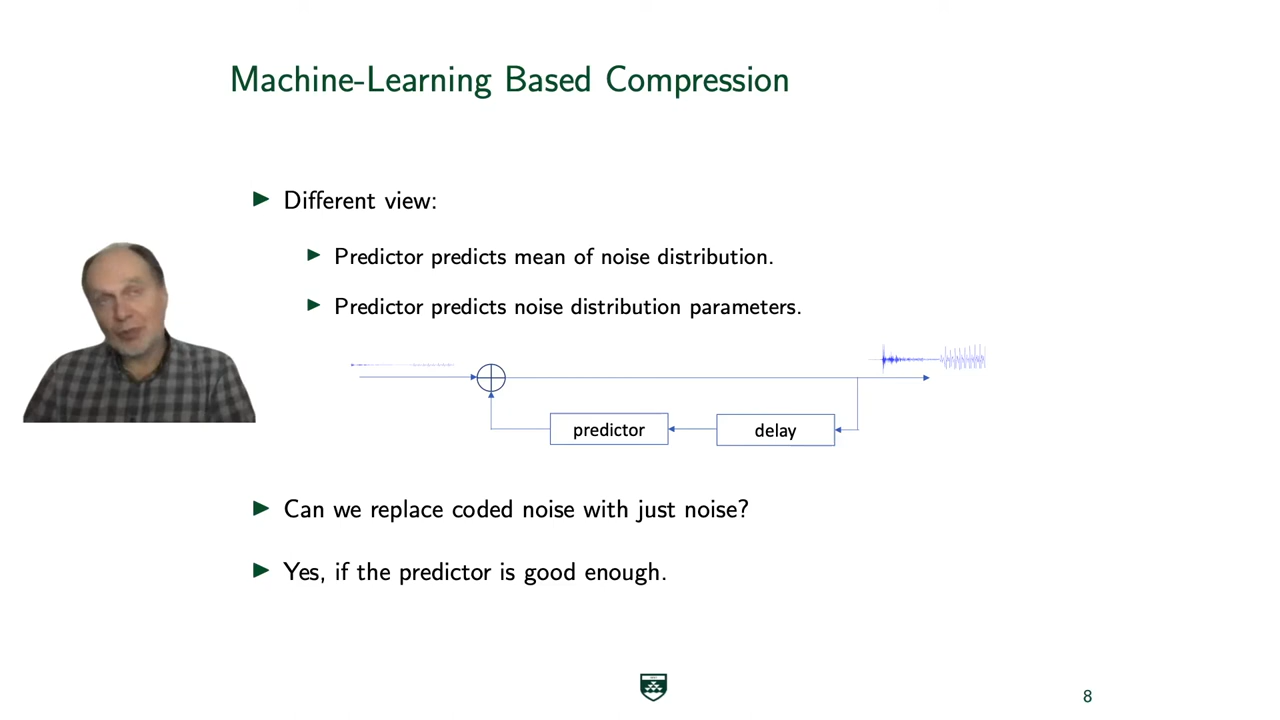 Machine-Learning Based Compression
Different view:
Predictor predicts mean of noise distribution.
Predictor predicts noise distribution parameters.
predictor
delay
Can we replace coded noise with just noise?
Yes, if the predictor is good enough.
8